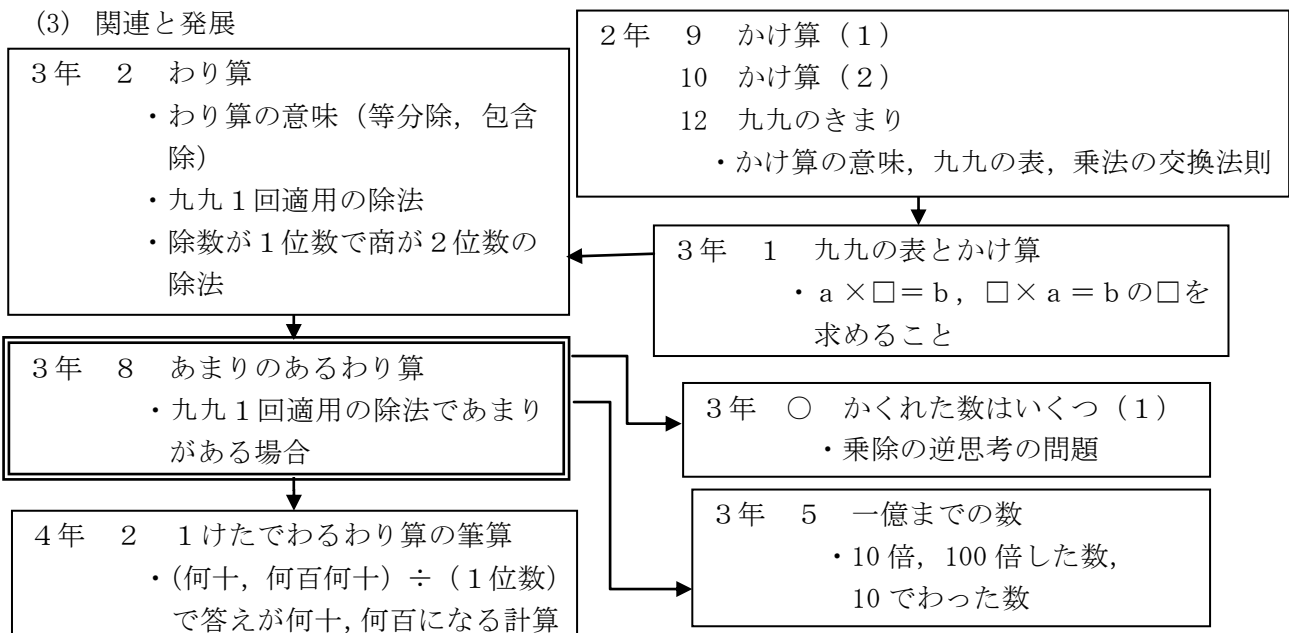 (3) 関連と発展
２年　９　かけ算（１）
10　かけ算（２）
12　九九のきまり
・かけ算の意味，九九の表，乗法の交換法則
３年　２　わり算
・わり算の意味（等分除，包含
除）
・九九１回適用の除法
・除数が１位数で商が２位数の
除法
３年　１　九九の表とかけ算
・ａ×□＝ｂ，□×ａ＝ｂの□を
求めること
３年　８　あまりのあるわり算
・九九１回適用の除法であまり
がある場合
３年　○　かくれた数はいくつ（１）
・乗除の逆思考の問題
３年　５　一億までの数
・10倍，100倍した数，
10でわった数
４年　２　１けたでわるわり算の筆算
・(何十，何百何十）÷（１位数）
で答えが何十，何百になる計算